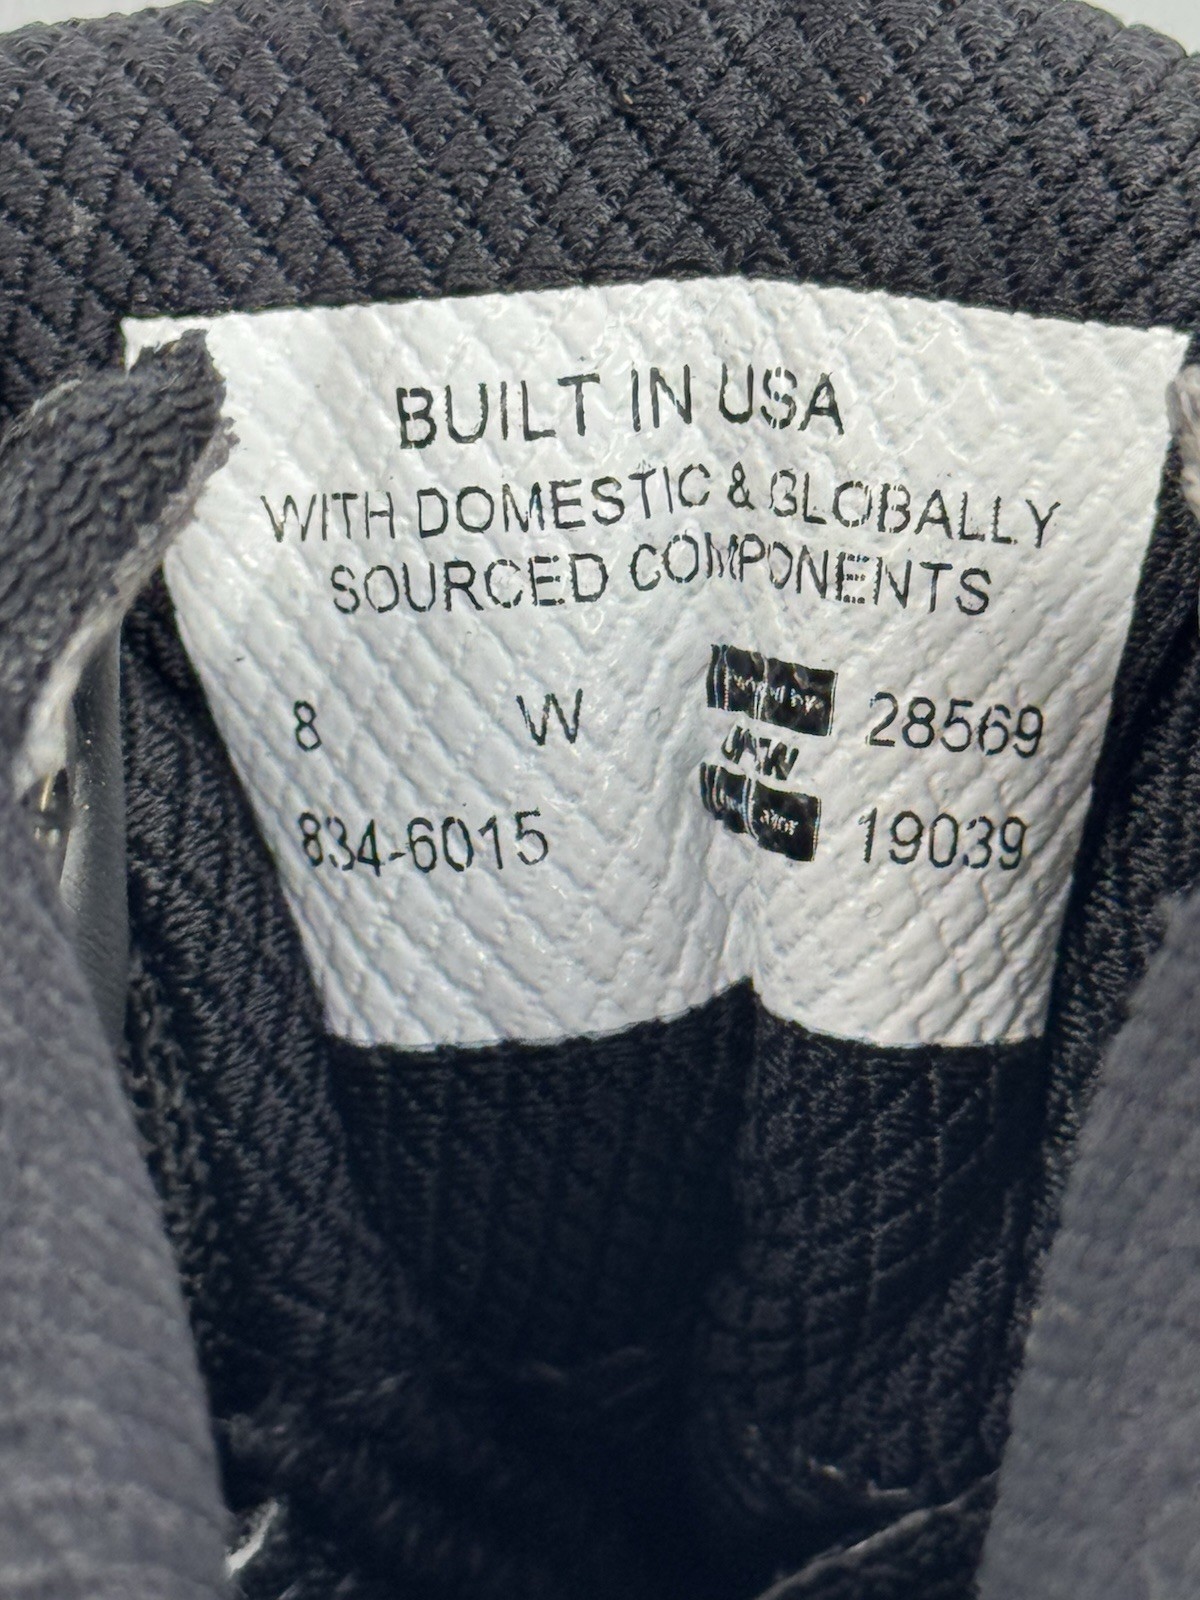 BUILT IN USA
WITH DOMESTIC & GLOBALLY
SOURCED COMPONENTS
8 W 28569
834-6015 19039